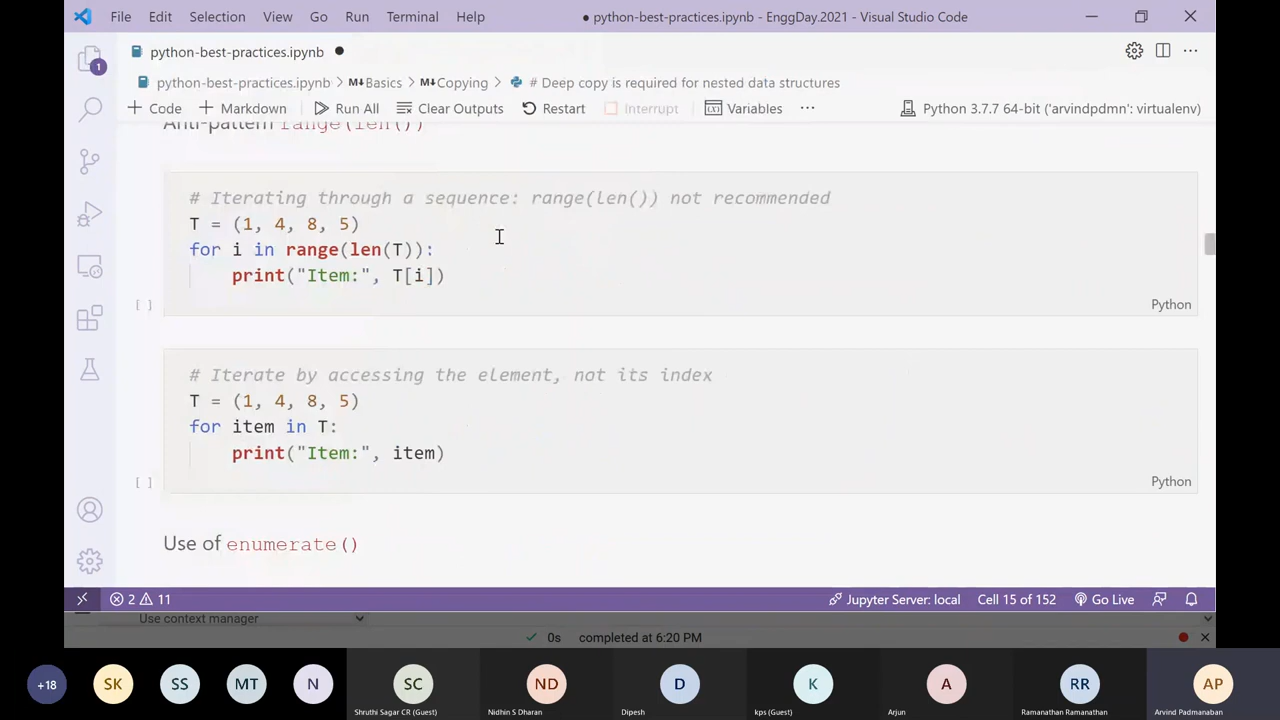 File Edit Selection View Go Run Terminal Help ● python-best-practices.ipynb - EnggDay.2021 - Visual Studio Code
python-best-practices.ipynb ●
python-best-practices.ipynb > M↓Basics > M↓Copying > # Deep copy is required for nested data structures
+ Code + Markdown Run All Clear Outputs Restart Interrupt Variables ··· Python 3.7.7 64-bit ('arvindpdmn': virtualenv)
1
Anti-pattern range(len())
# Iterating through a sequence: range(len()) not recommended
T = (1, 4, 8, 5)
for i in range(len(T)):
print("Item:", T[i])
[ ] Python
# Iterate by accessing the element, not its index
T = (1, 4, 8, 5)
for item in T:
print("Item:", item)
[ ] Python
Use of enumerate()
2 11 Jupyter Server: local Cell 15 of 152 Go Live
Use context manager
0s completed at 6:20 PM
+18 SK SS MT N SC ND D K A RR AP
Shruthi Sagar CR (Guest) Nidhin S Dharan Dipesh kps (Guest) Arjun Ramanathan Ramanathan Arvind Padmanaban